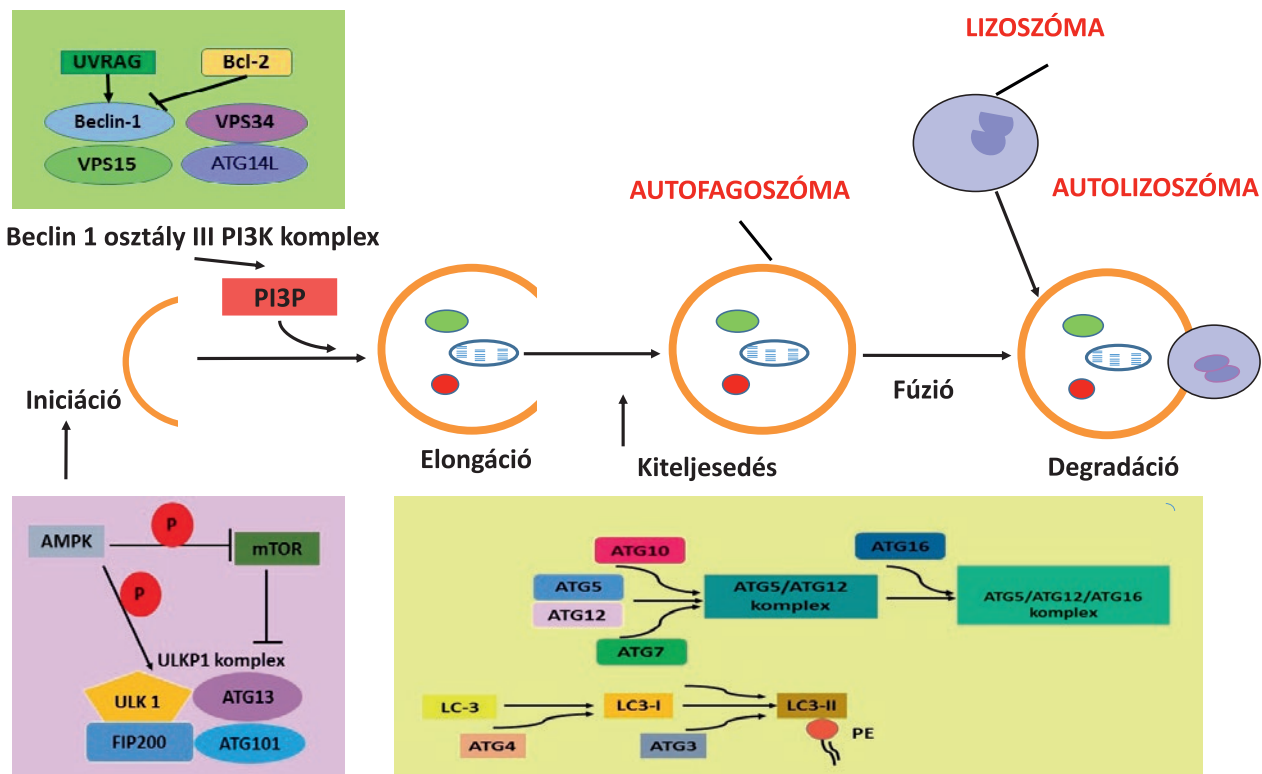 UVRAG
Bcl-2
Beclin-1
VPS34
VPS15
ATG14L
Beclin 1 osztály III PI3K komplex
PI3P
LIZOSZÓMA
AUTOFAGOSZÓMA
AUTOLIZOSZÓMA
Iniciáció
Elongáció
Kiteljesedés
Fúzió
Degradáció
AMPK
P
mTOR
P
ULKP1 komplex
ULK 1
ATG13
FIP200
ATG101
ATG10
ATG16
ATG5
ATG12
ATG5/ATG12
komplex
ATG5/ATG12/ATG16
komplex
ATG7
LC-3
LC3-I
LC3-II
ATG4
ATG3
PE